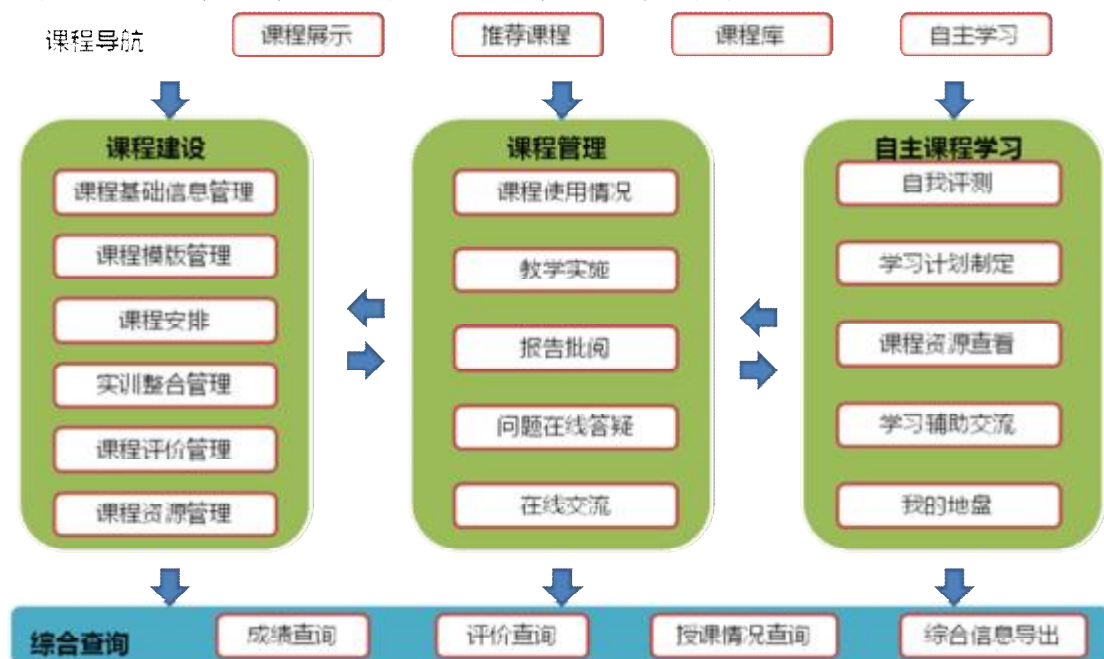 课程导航 课程展示 推荐课程 课程库 自主学习
课程建设
课程基础信息管理
课程模版管理
课程安排
实训整合管理
课程评价管理
课程资源管理
课程管理
课程使用情况
教学实施
报告批阅
问题在线答疑
在线交流
自主课程学习
自我评测
学习计划制定
课程资源查看
学习辅助交流
我的地盘
综合查询 成绩查询 评价查询 授课情况查询 综合信息导出